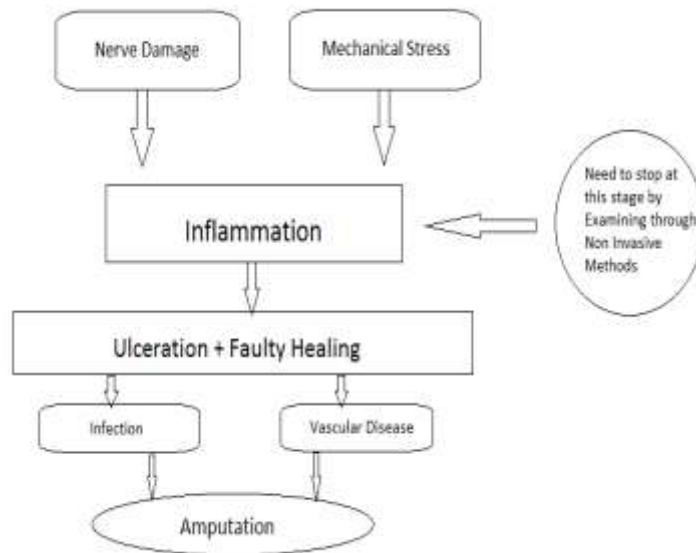 Nerve Damage
Mechanical Stress
Need to stop at
this stage by
Examining through
Non Invasive
Methods
Inflammation
Ulceration + Faulty Healing
Infection
Vascular Disease
Amputation